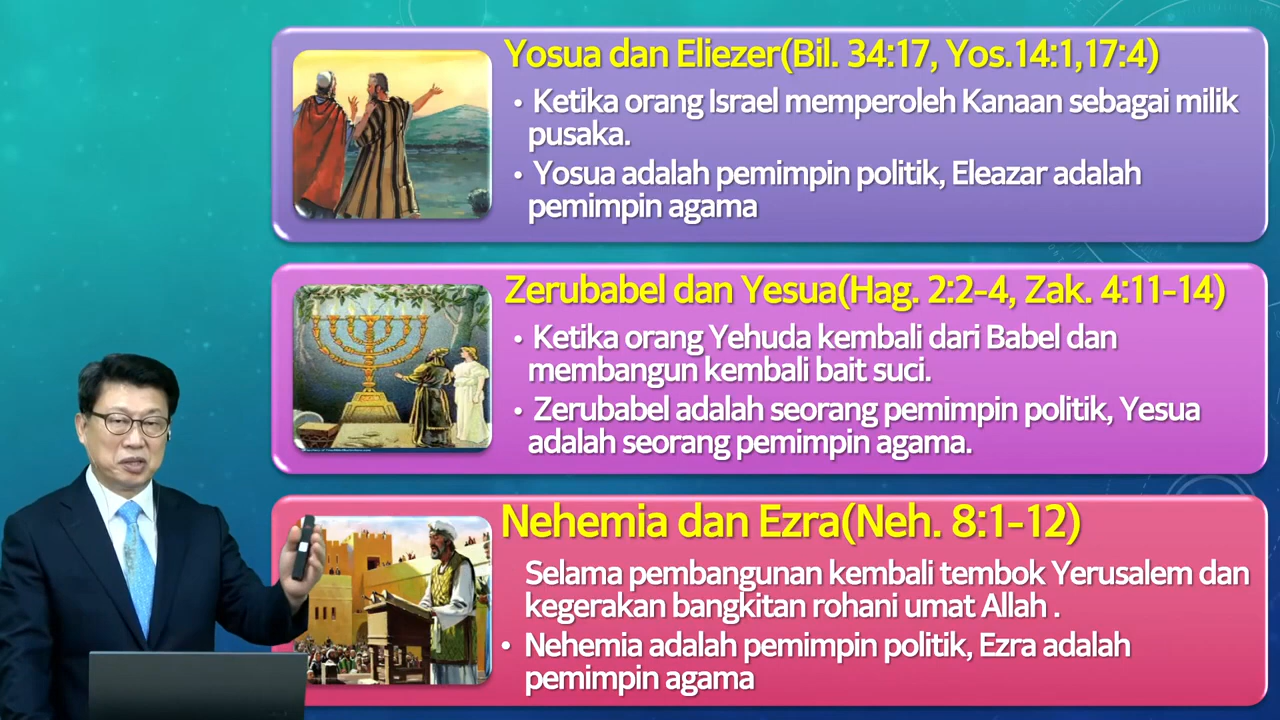 Yosua dan Eliezer(Bil. 34:17, Yos.14:1,17:4)
• Ketika orang Israel memperoleh Kanaan sebagai milik
pusaka.
• Yosua adalah pemimpin politik, Eleazar adalah
pemimpin agama
Zerubabel dan Yesua(Hag. 2:2-4, Zak. 4:11-14)
• Ketika orang Yehuda kembali dari Babel dan
membangun kembali bait suci.
• Zerubabel adalah seorang pemimpin politik, Yesua
adalah seorang pemimpin agama.
Nehemia dan Ezra(Neh. 8:1-12)
Selama pembangunan kembali tembok Yerusalem dan
kegerakan bangkitan rohani umat Allah .
• Nehemia adalah pemimpin politik, Ezra adalah
pemimpin agama